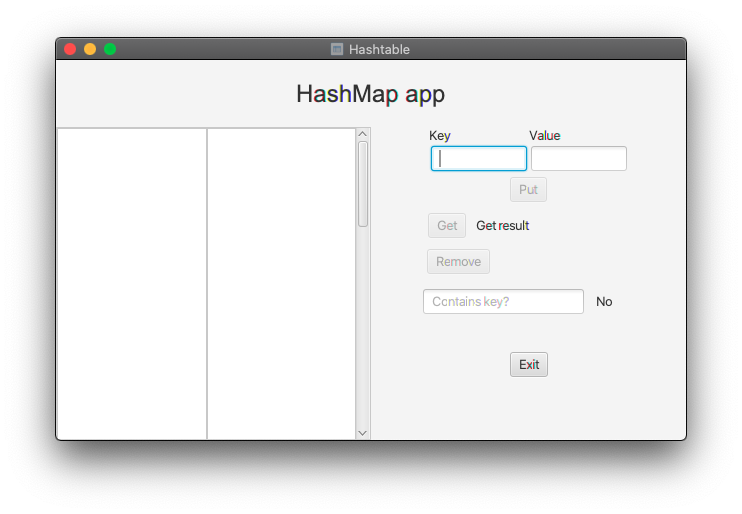 Hashtable
HashMap app
Key Value
Put
Get Get result
Remove
Contains key? No
Exit